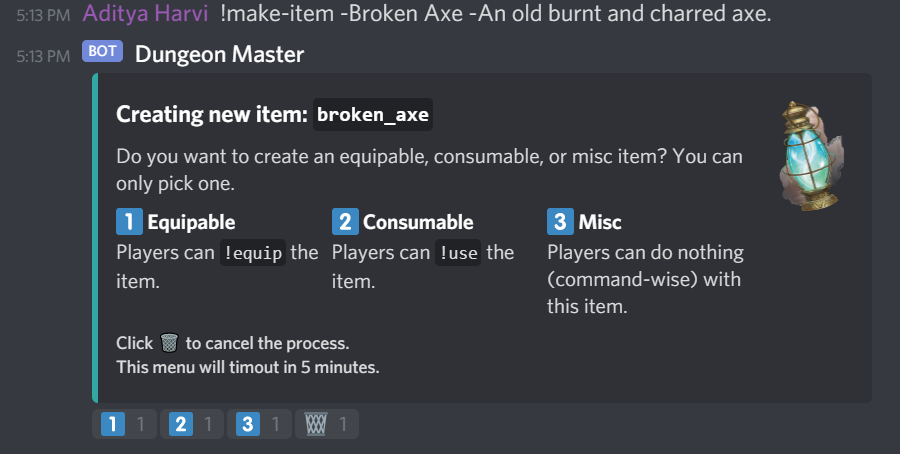 5:13 PM Aditya Harvi !make-item -Broken Axe -An old burnt and charred axe.
5:13 PM BOT Dungeon Master
Creating new item: broken_axe
Do you want to create an equipable, consumable, or misc item? You can
only pick one.
1 Equipable 2 Consumable 3 Misc
Players can !equip the Players can !use the Players can do nothing
item. item. (command-wise) with
this item.
Click to cancel the process.
This menu will timout in 5 minutes.
1 1 2 1 3 1 1